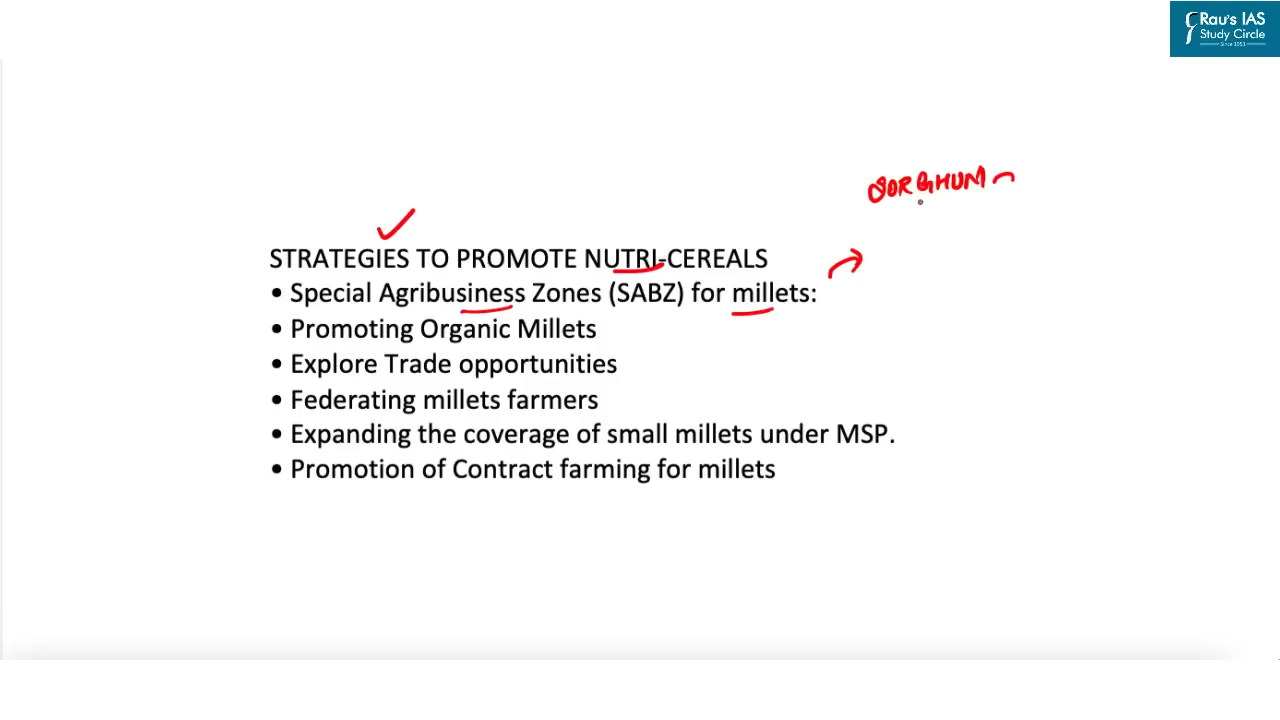 Rau's IAS
Study Circle
Since 1953
SORGHUM
STRATEGIES TO PROMOTE NUTRI-CEREALS
• Special Agribusiness Zones (SABZ) for millets:
• Promoting Organic Millets
• Explore Trade opportunities
• Federating millets farmers
• Expanding the coverage of small millets under MSP.
• Promotion of Contract farming for millets